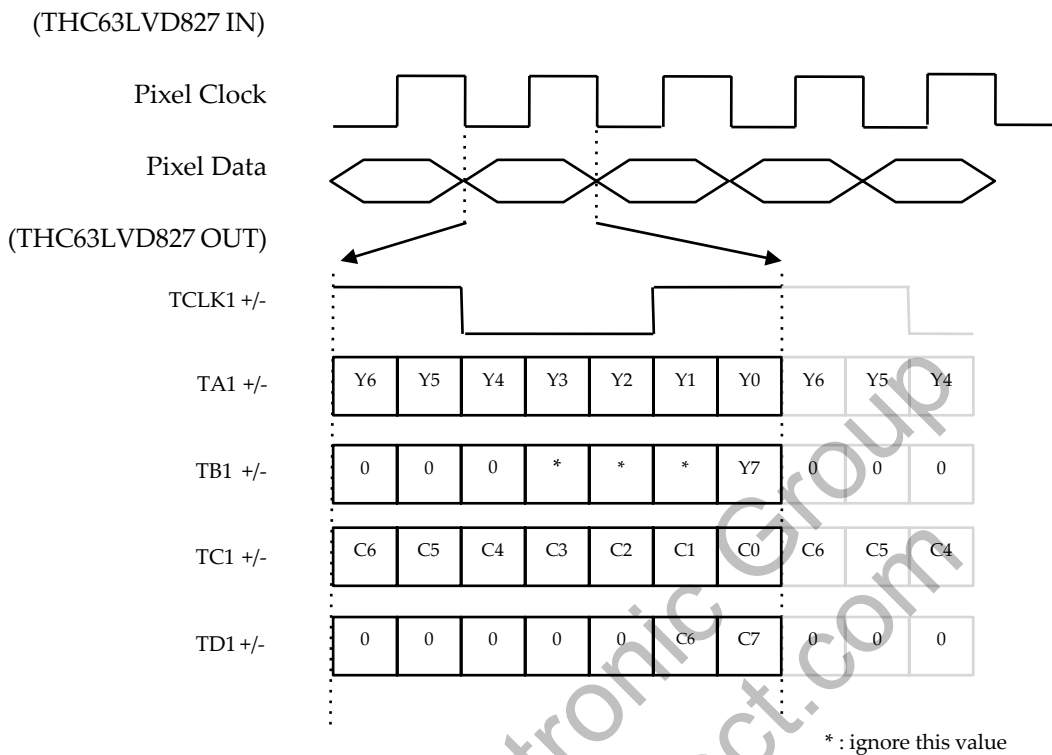 (THC63LVD827 IN)
Pixel Clock
Pixel Data
(THC63LVD827 OUT)
TCLK1 +/-
TA1 +/- Y6 Y5 Y4 Y3 Y2 Y1 Y0 Y6 Y5 Y4
TB1 +/- 0 0 0 * * * Y7 0 0 0
TC1 +/- C6 C5 C4 C3 C2 C1 C0 C6 C5 C4
TD1 +/- 0 0 0 0 0 C6 C7 0 0 0
* : ignore this value
Group